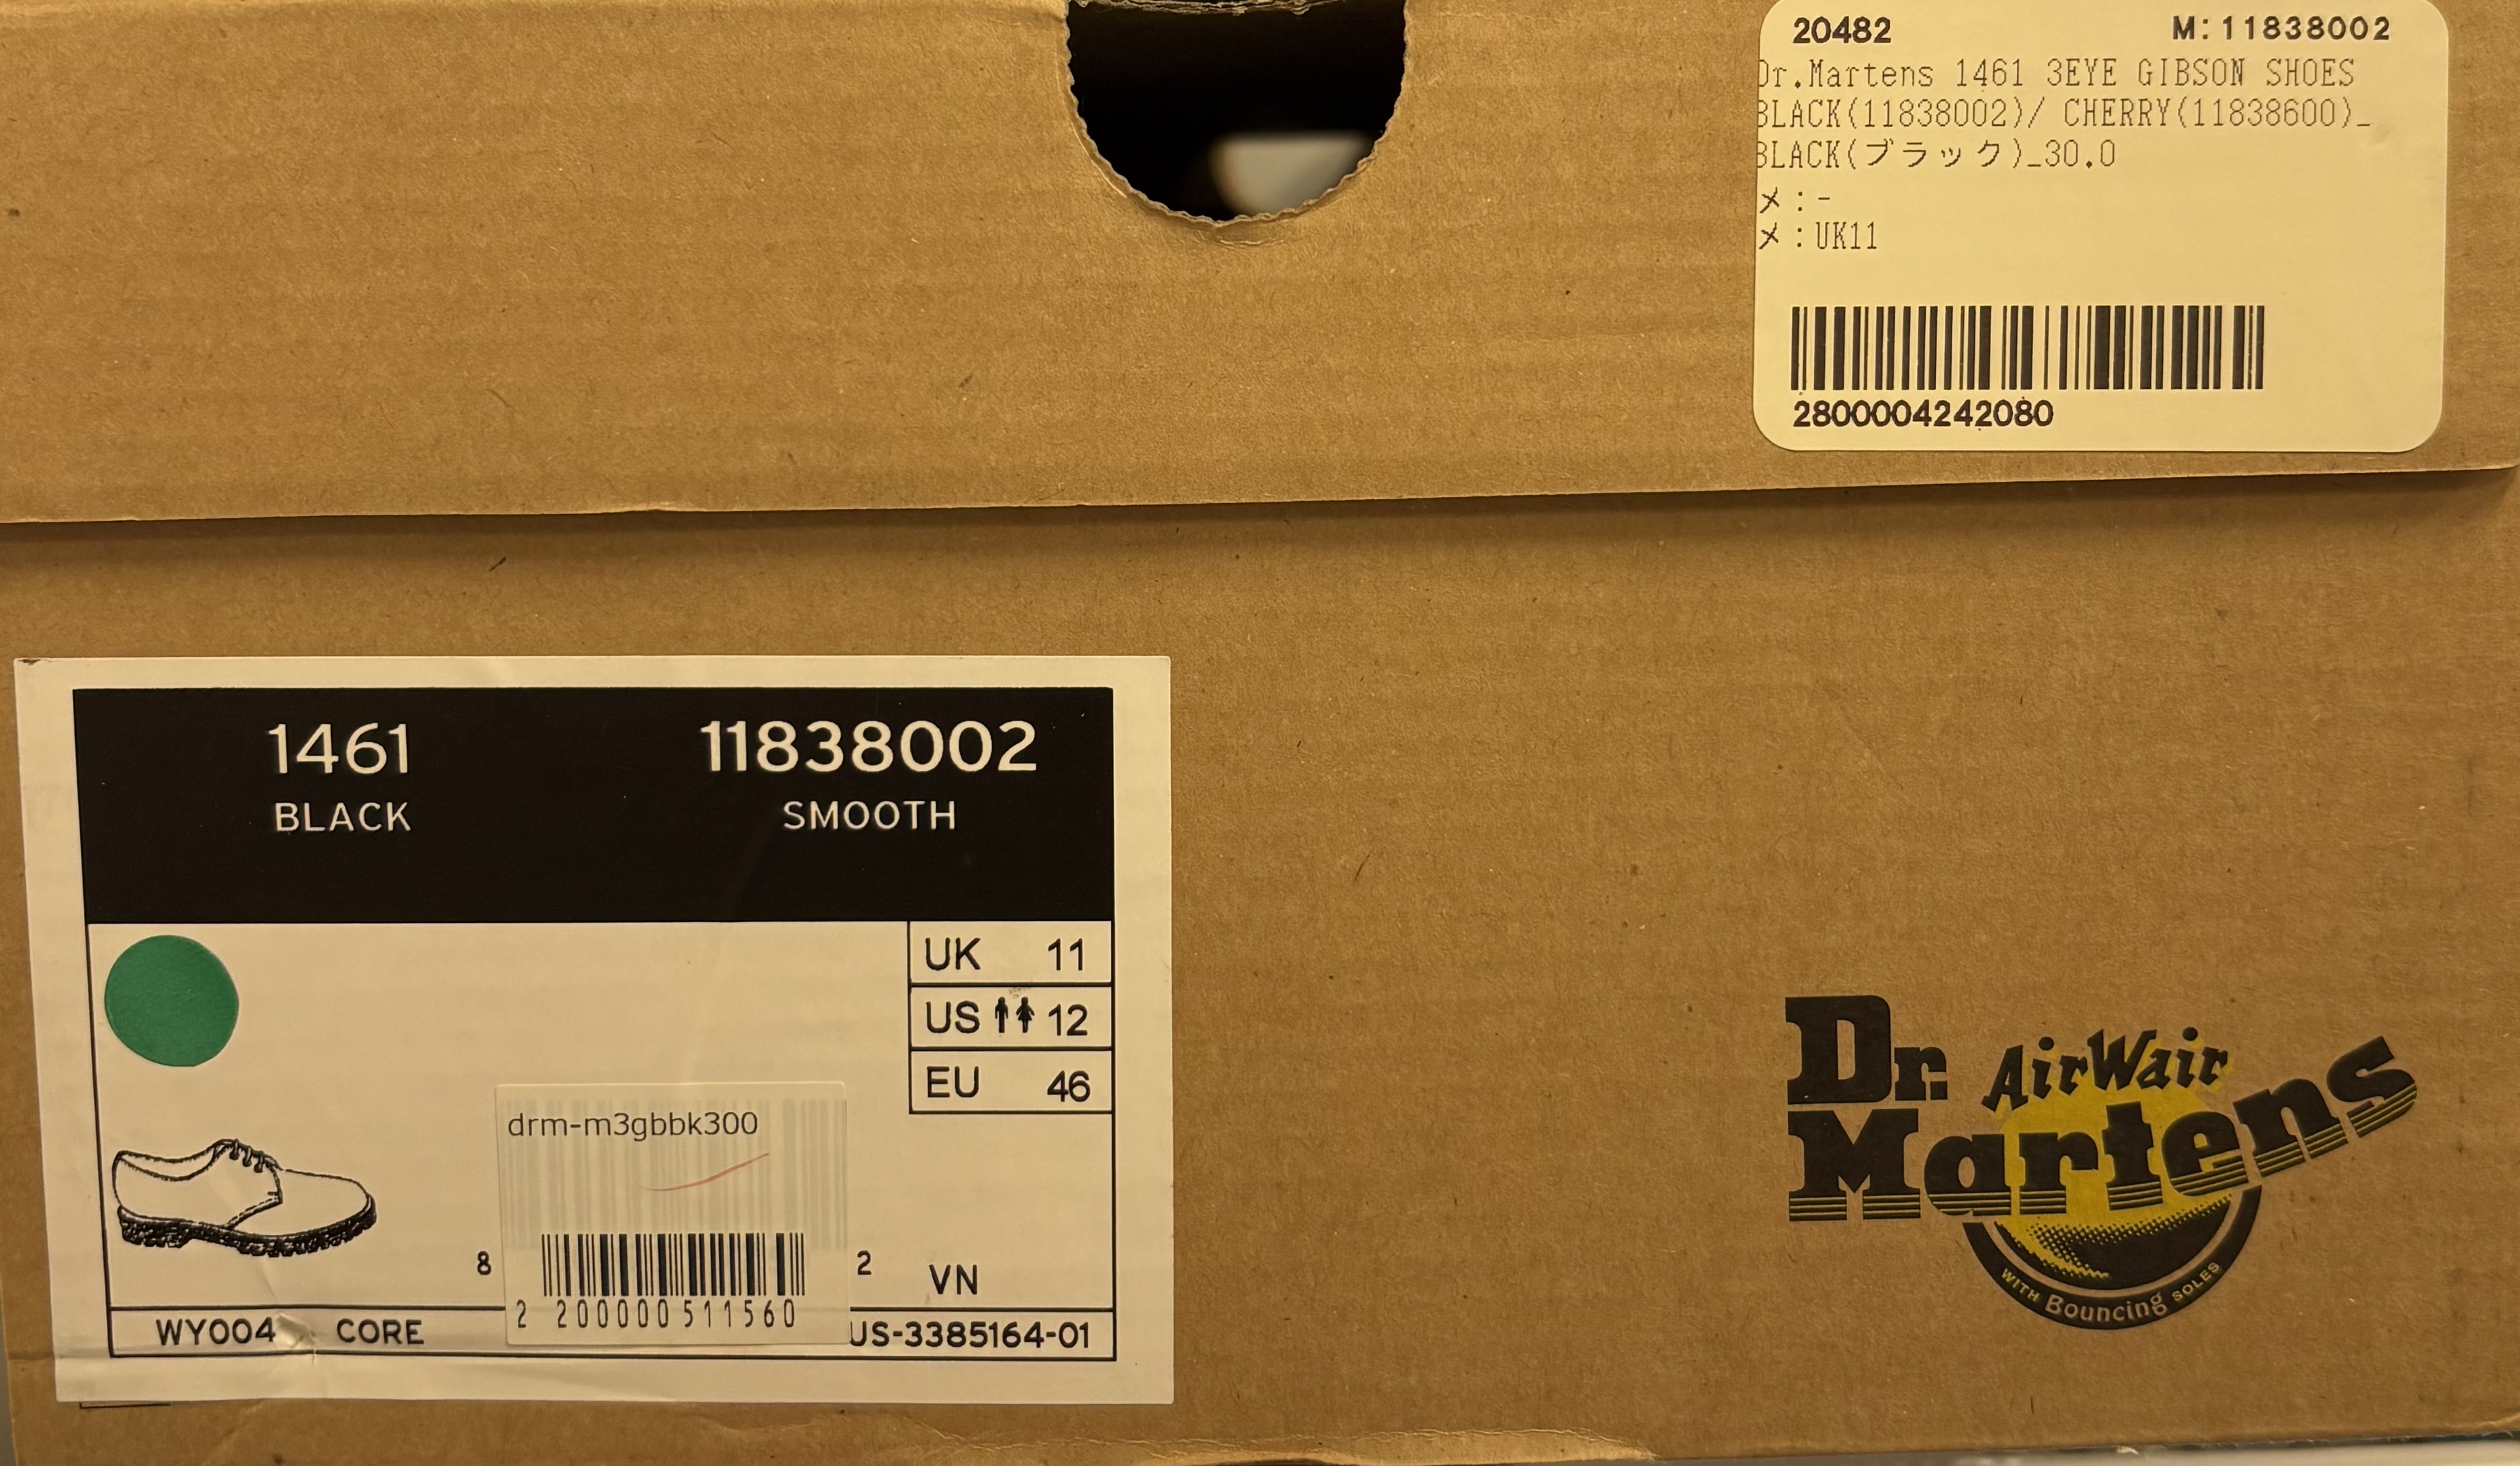 20482 M:11838002
Dr.Martens 1461 3EYE GIBSON SHOES
BLACK(11838002)/ CHERRY(11838600)_
BLACK(ブラック)_30.0
メ:-
メ:UK11
2800004242080
1461 11838002
BLACK SMOOTH
UK 11
US 12
EU 46
drm-m3gbbk300
8 2 VN
2 200000 511560
WY004 CORE US-3385164-01
Dr. Martens
AirWair
WITH Bouncing SOLES